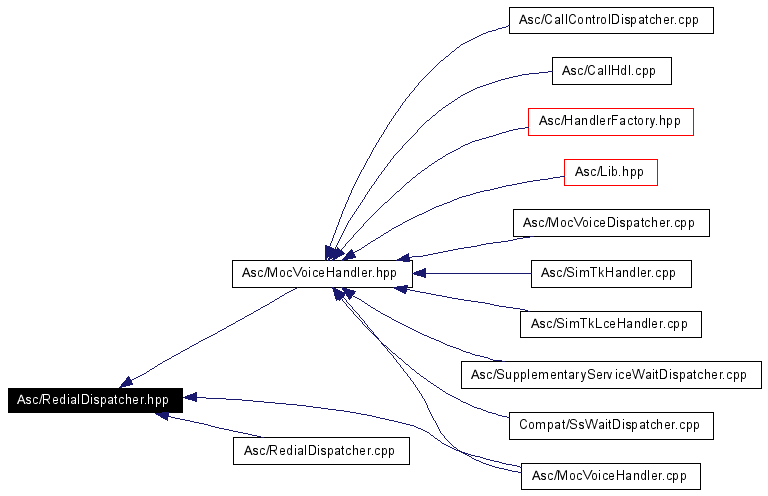 Asc/CallControlDispatcher.cpp
Asc/CallHdl.cpp
Asc/HandlerFactory.hpp
Asc/Lib.hpp
Asc/MocVoiceDispatcher.cpp
Asc/MocVoiceHandler.hpp
Asc/SimTkHandler.cpp
Asc/SimTkLceHandler.cpp
Asc/SupplementaryServiceWaitDispatcher.cpp
Asc/RedialDispatcher.hpp
Compat/SsWaitDispatcher.cpp
Asc/RedialDispatcher.cpp
Asc/MocVoiceHandler.cpp